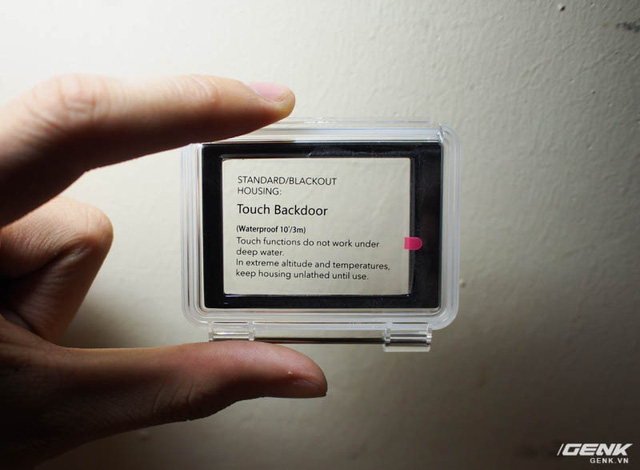 STANDARD/BLACKOUT
HOUSING:
Touch Backdoor
(Waterproof 10'/3m)
Touch functions do not work under
deep water.
In extreme altitude and temperatures,
keep housing unlathed until use.
GENK
GENK.VN